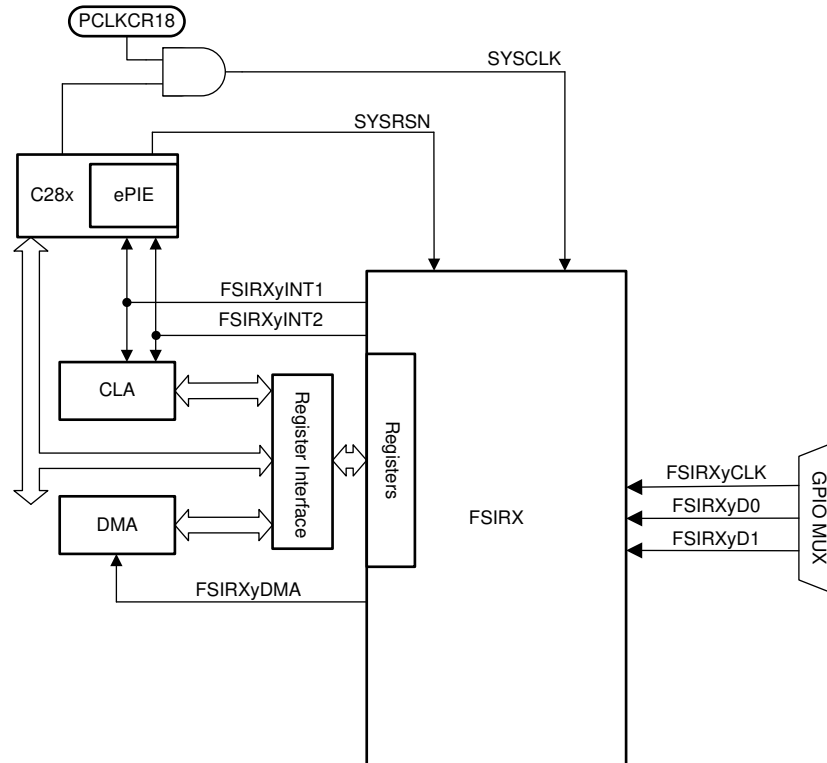 PCLKCR18
SYSCLK
SYSRSN
C28x
ePIE
FSIRXyINT1
FSIRXyINT2
CLA
Register Interface
Registers
FSIRXyCLK
FSIRXyD0
FSIRXyD1
GPIO MUX
FSIRX
DMA
FSIRXyDMA